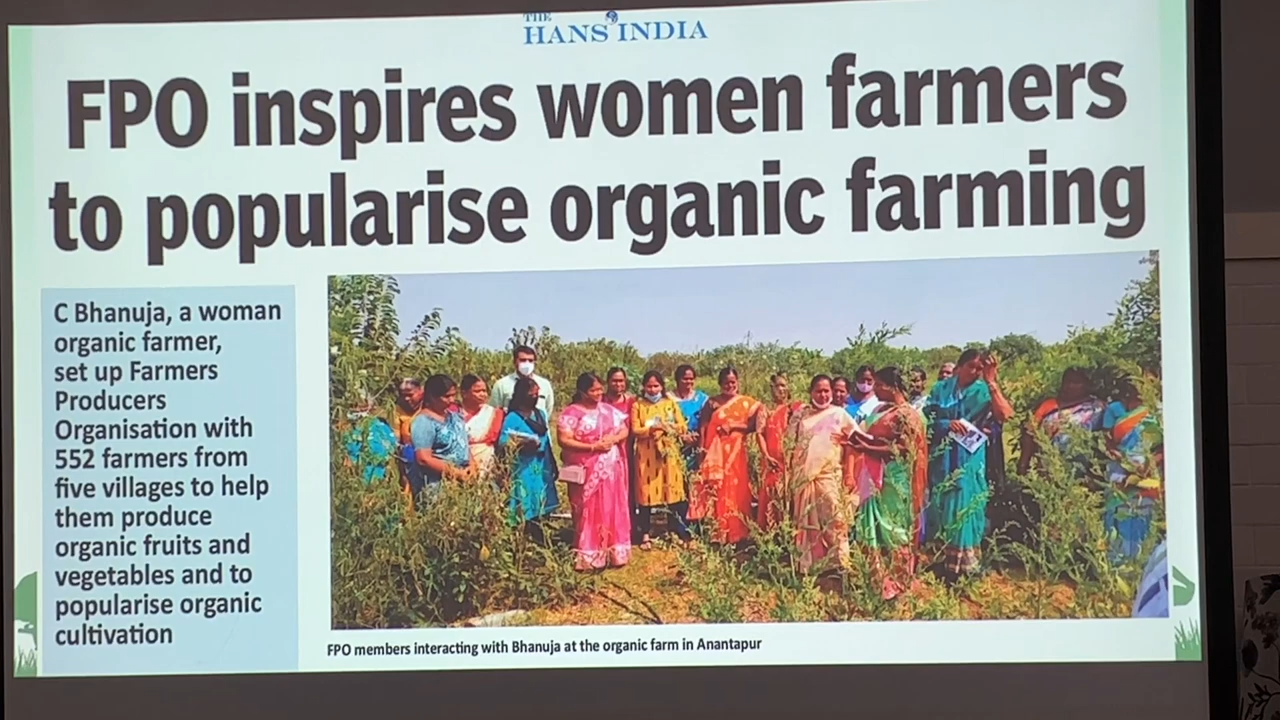 THE
HANS INDIA
FPO inspires women farmers
to popularise organic farming
C Bhanuja, a woman
organic farmer,
set up Farmers
Producers
Organisation with
552 farmers from
five villages to help
them produce
organic fruits and
vegetables and to
popularise organic
cultivation
FPO members interacting with Bhanuja at the organic farm in Anantapur